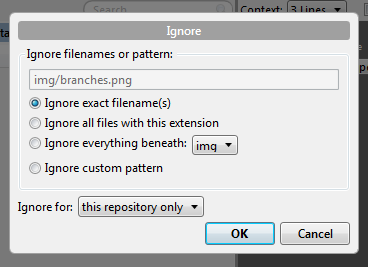 Search
Context: 3 Lines
Ignore
Ignore filenames or pattern:
img/branches.png
Ignore exact filename(s)
Ignore all files with this extension
Ignore everything beneath: img
Ignore custom pattern
Ignore for: this repository only
OK Cancel